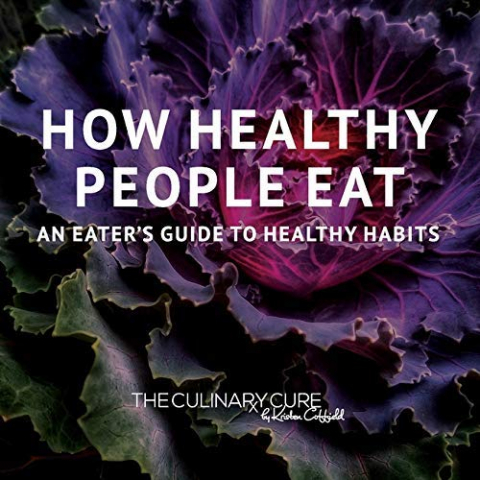 HOW HEALTHY
PEOPLE EAT
AN EATER'S GUIDE TO HEALTHY HABITS
THE CULINARY CURE
by Kristen Coffield